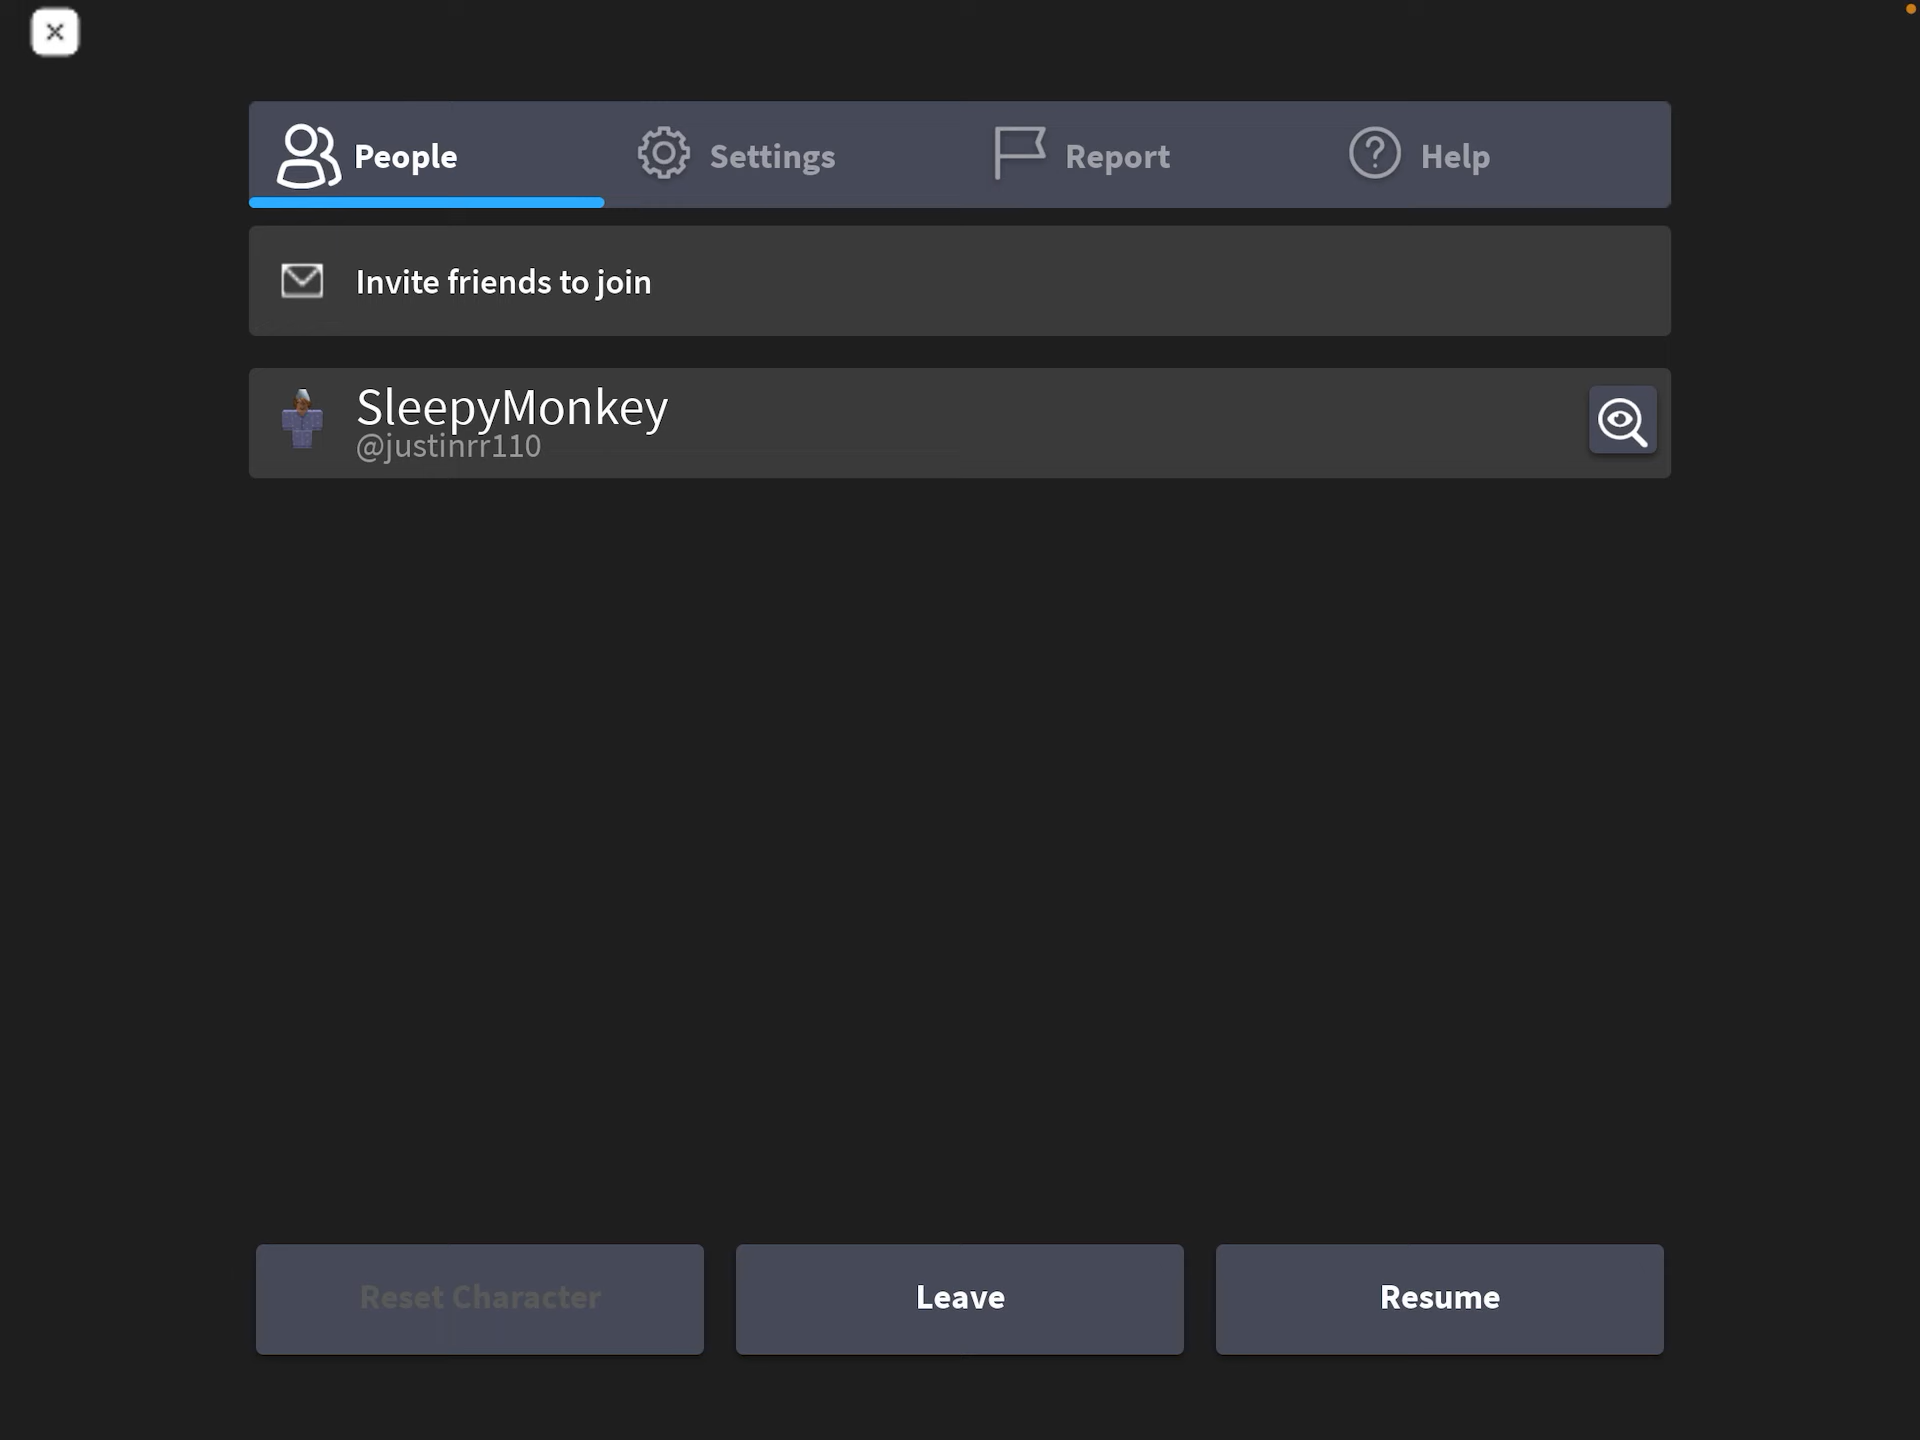 People
Settings
Report
Help
Invite friends to join
SleepyMonkey
@justinrr110
Reset Character
Leave
Resume